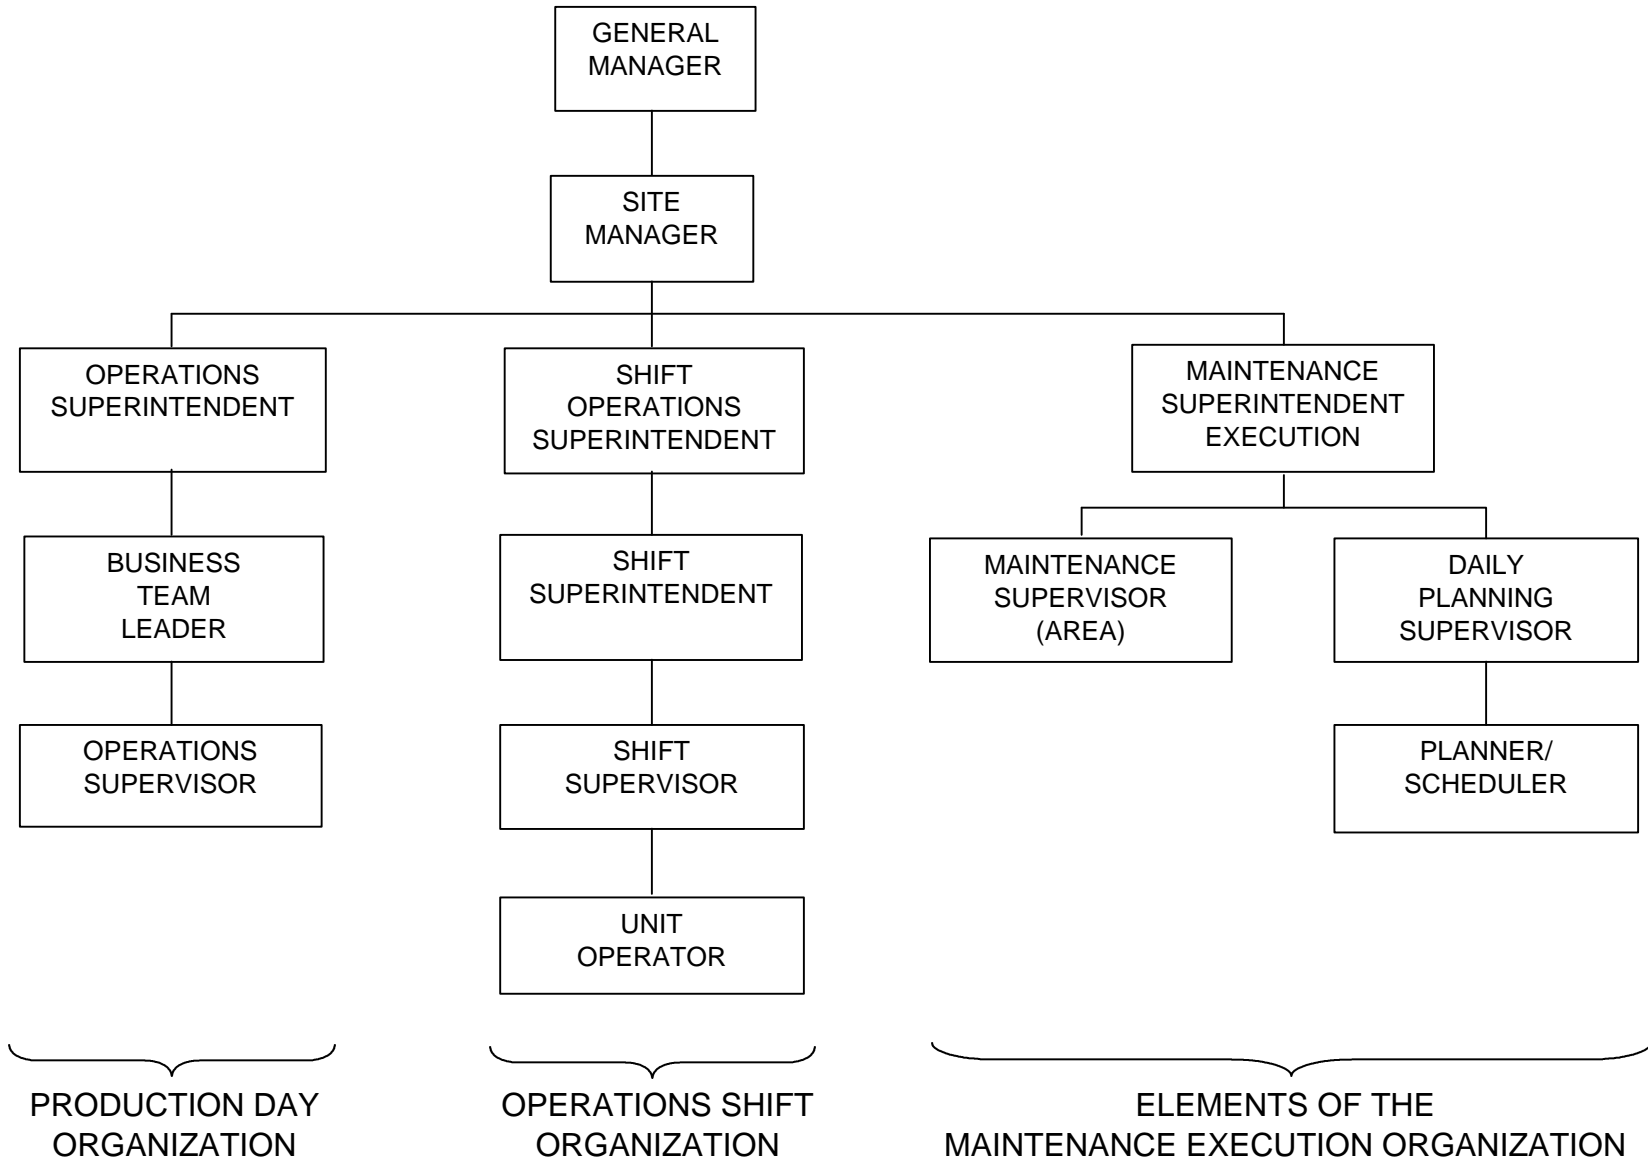 GENERAL
MANAGER
SITE
MANAGER
OPERATIONS
SUPERINTENDENT
SHIFT
OPERATIONS
SUPERINTENDENT
MAINTENANCE
SUPERINTENDENT
EXECUTION
BUSINESS
TEAM
LEADER
SHIFT
SUPERINTENDENT
MAINTENANCE
SUPERVISOR
(AREA)
DAILY
PLANNING
SUPERVISOR
OPERATIONS
SUPERVISOR
SHIFT
SUPERVISOR
PLANNER/
SCHEDULER
UNIT
OPERATOR
PRODUCTION DAY
ORGANIZATION
OPERATIONS SHIFT
ORGANIZATION
ELEMENTS OF THE
MAINTENANCE EXECUTION ORGANIZATION